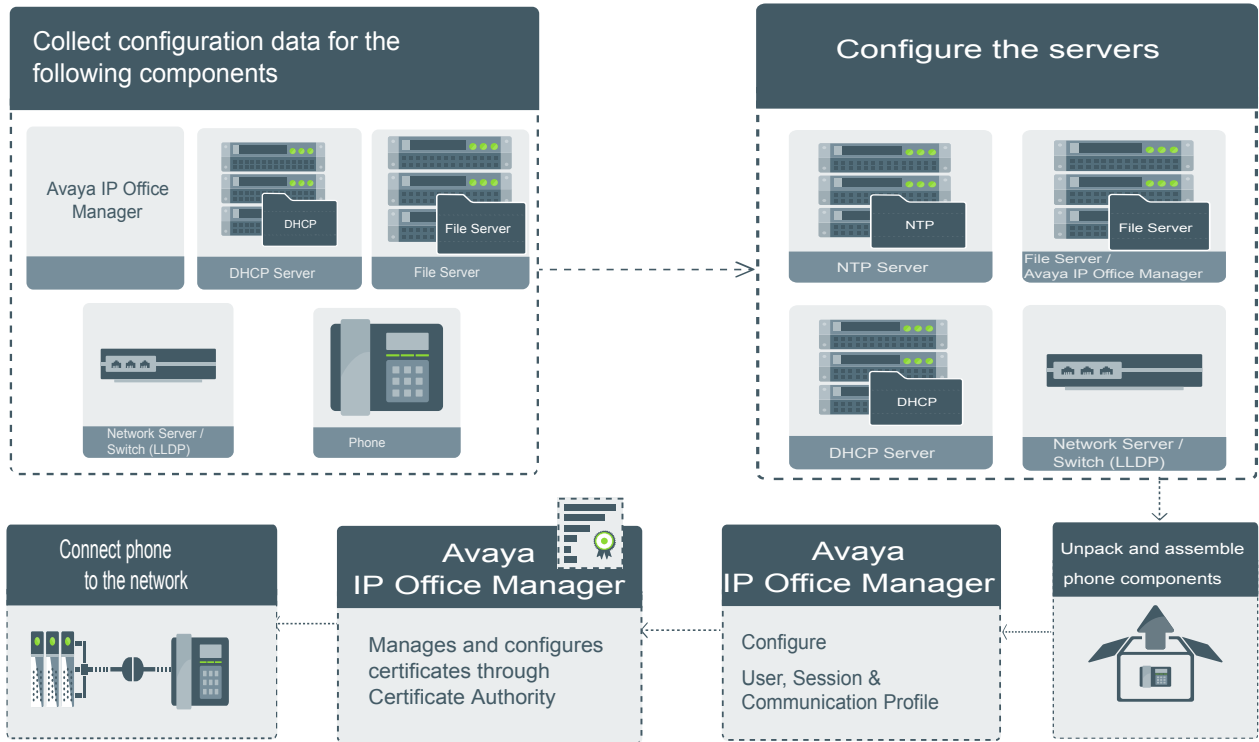 Collect configuration data for the
following components
Avaya IP Office
Manager
DHCP
DHCP Server
File Server
File Server
Network Server /
Switch (LLDP)
Phone
Configure the servers
NTP
NTP Server
File Server
File Server /
Avaya IP Office Manager
DHCP
DHCP Server
Network Server /
Switch (LLDP)
Unpack and assemble
phone components
Avaya
IP Office Manager
Configure
User, Session &
Communication Profile
Avaya
IP Office Manager
Manages and configures
certificates through
Certificate Authority
Connect phone
to the network